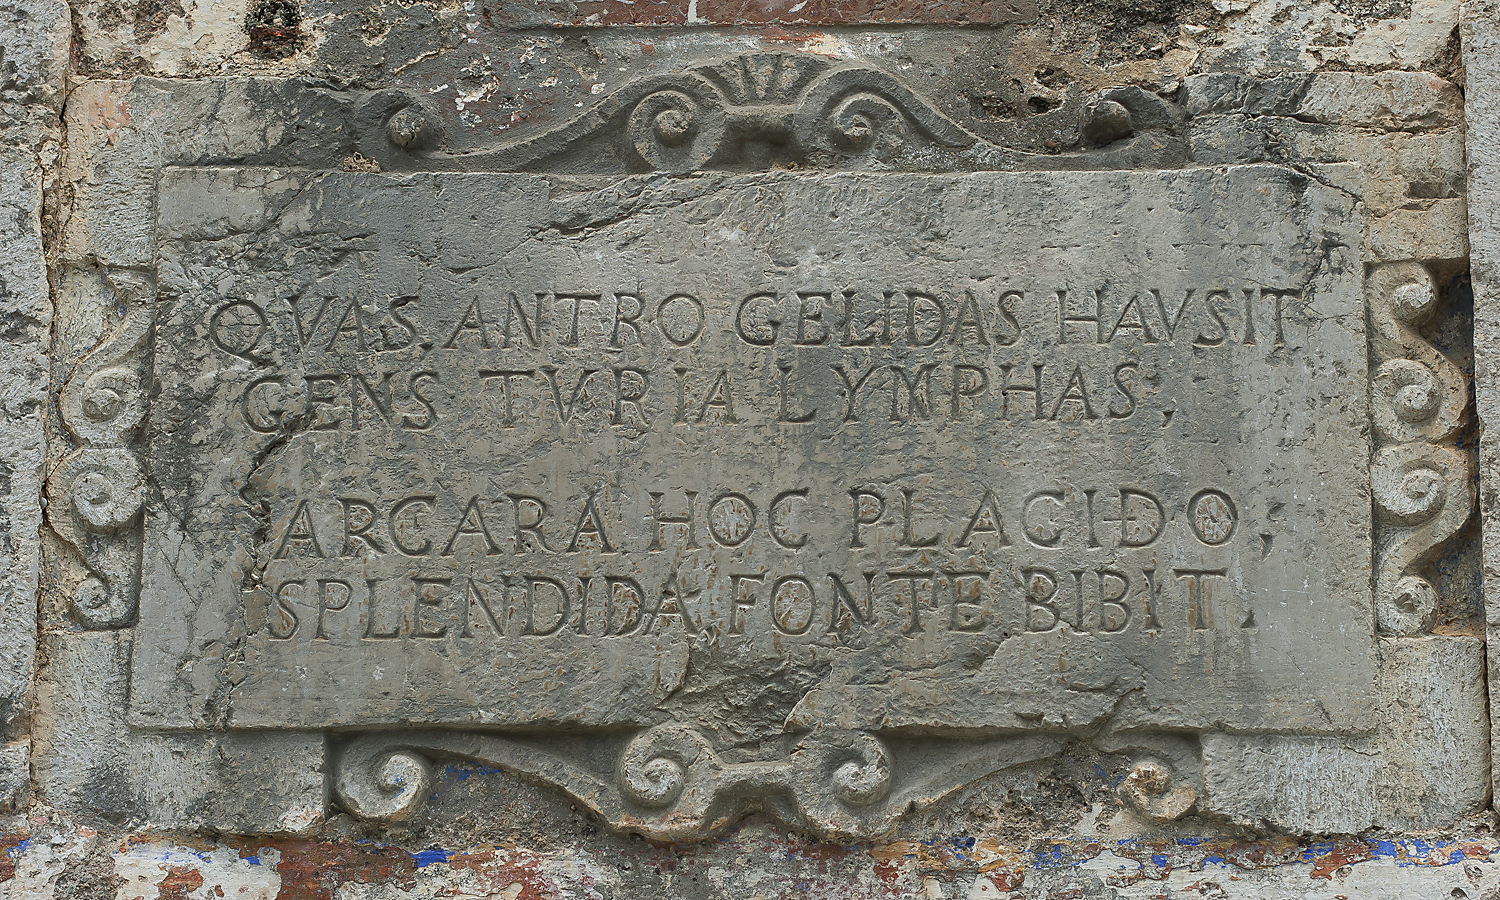 QVAS ANTRO GELIDAS HAVSIT
GENS TVRIA LYMPHAS,
ARCARA HOC PLACIDO;
SPLENDIDA FONTE BIBIT.